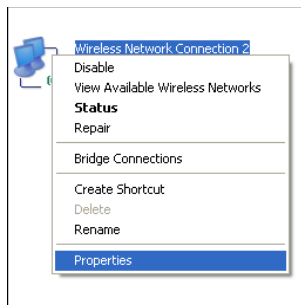 Wireless Network Connection 2
Disable
View Available Wireless Networks
Status
Repair
Bridge Connections
Create Shortcut
Delete
Rename
Properties